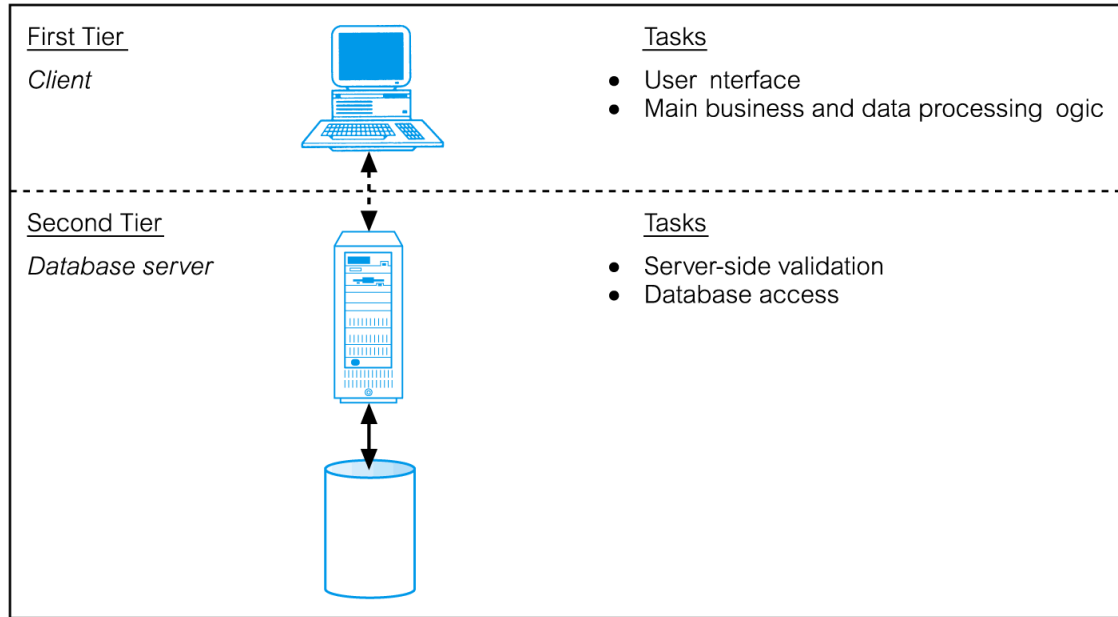 First Tier
Tasks
Client
● User nterface
● Main business and data processing ogic
Second Tier
Tasks
Database server
● Server-side validation
● Database access